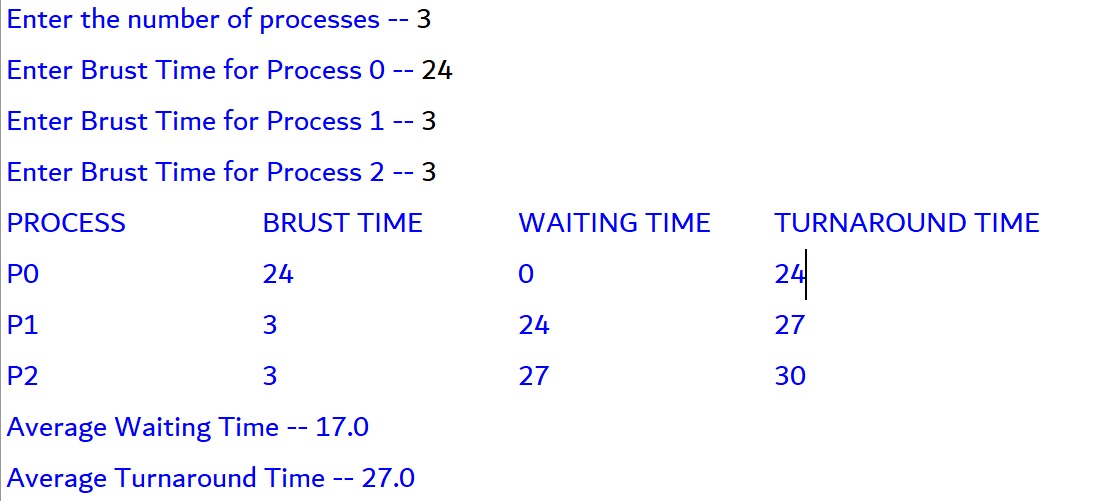 Enter the number of processes -- 3
Enter Brust Time for Process 0 -- 24
Enter Brust Time for Process 1 -- 3
Enter Brust Time for Process 2 -- 3
PROCESS BRUST TIME WAITING TIME TURNAROUND TIME
P0 24 0 24
P1 3 24 27
P2 3 27 30
Average Waiting Time -- 17.0
Average Turnaround Time -- 27.0